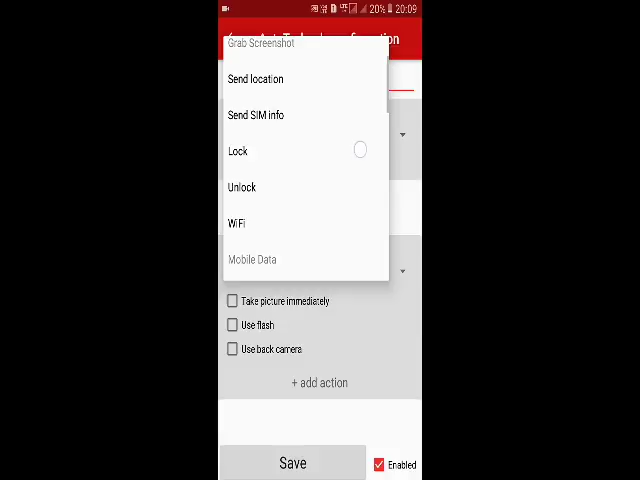 LTE 20% 20:09
Grab Screenshot
Send location
Send SIM info
Lock
Unlock
WiFi
Mobile Data
Take picture immediately
Use flash
Use back camera
+ add action
Save
Enabled